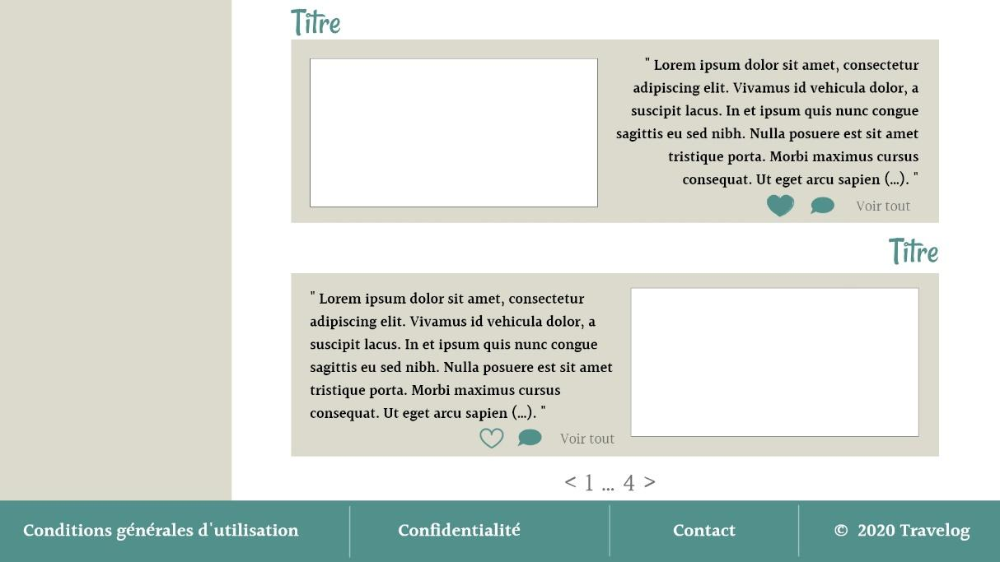 Titre
" Lorem ipsum dolor sit amet, consectetur
adipiscing elit. Vivamus id vehicula dolor, a
suscipit lacus. In et ipsum quis nunc congue
sagittis eu sed nibh. Nulla posuere est sit amet
tristique porta. Morbi maximus cursus
consequat. Ut eget arcu sapien (...). "
Voir tout
Titre
" Lorem ipsum dolor sit amet, consectetur
adipiscing elit. Vivamus id vehicula dolor, a
suscipit lacus. In et ipsum quis nunc congue
sagittis eu sed nibh. Nulla posuere est sit amet
tristique porta. Morbi maximus cursus
consequat. Ut eget arcu sapien (...). "
Voir tout
< 1 ... 4 >
Conditions générales d'utilisation
Confidentialité
Contact
© 2020 Travelog